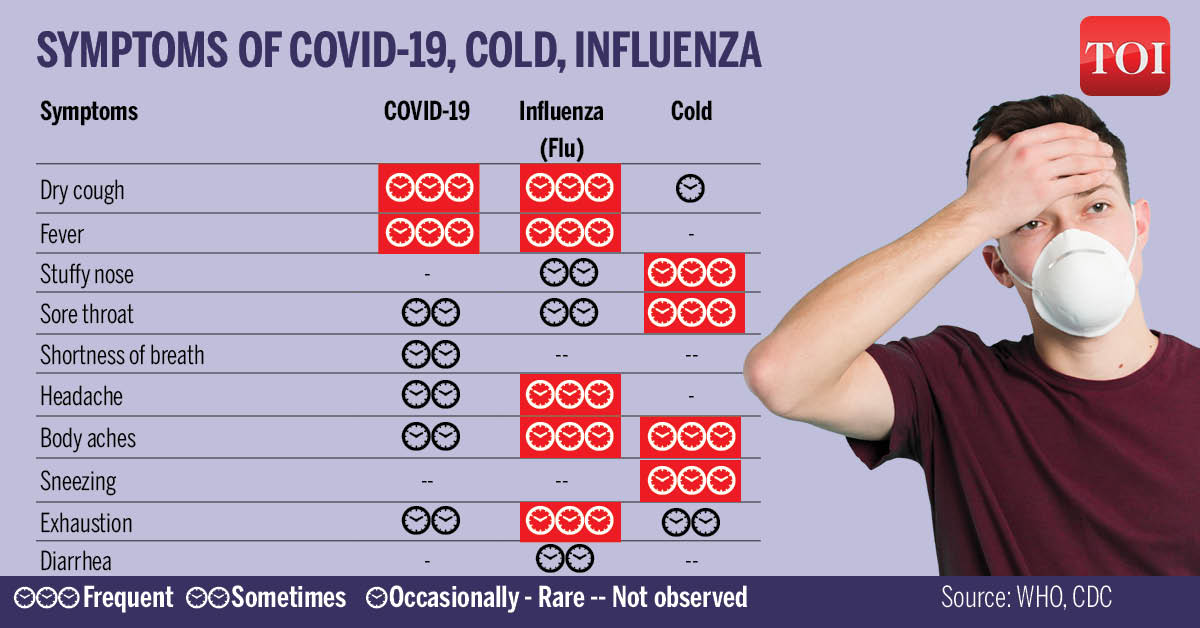 SYMPTOMS OF COVID-19, COLD, INFLUENZA
TOI
Symptoms COVID-19 Influenza (Flu) Cold
Dry cough
Fever -
Stuffy nose -
Sore throat
Shortness of breath -- --
Headache -
Body aches
Sneezing -- --
Exhaustion
Diarrhea - --
Frequent Sometimes Occasionally - Rare -- Not observed
Source: WHO, CDC